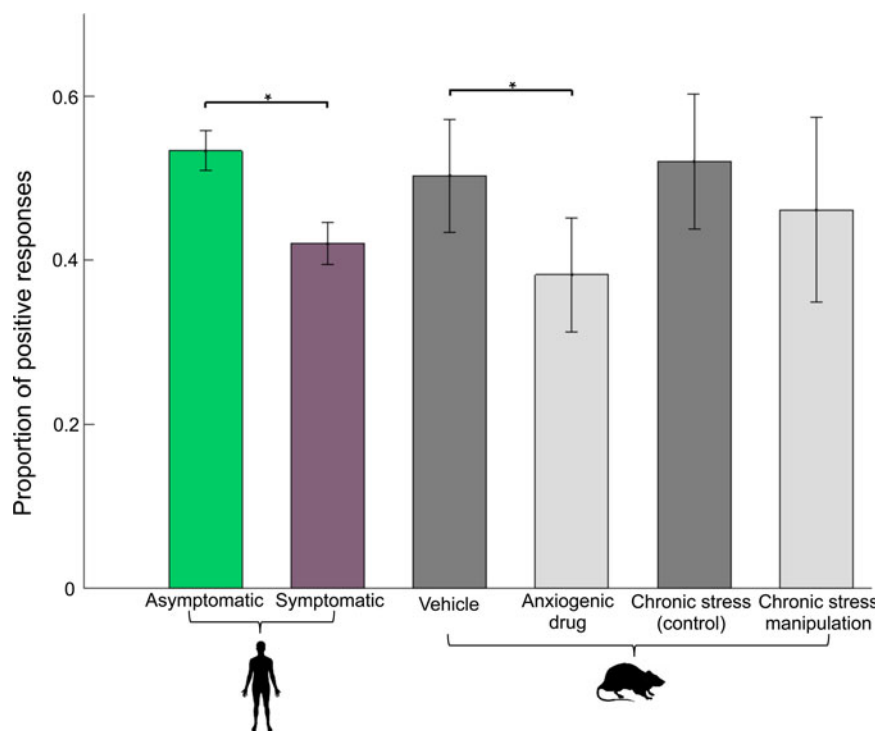 Proportion of positive responses
0.6
0.4
0.2
0
*
*
Asymptomatic
Symptomatic
Vehicle
Anxiogenic
drug
Chronic stress
(control)
Chronic stress
manipulation